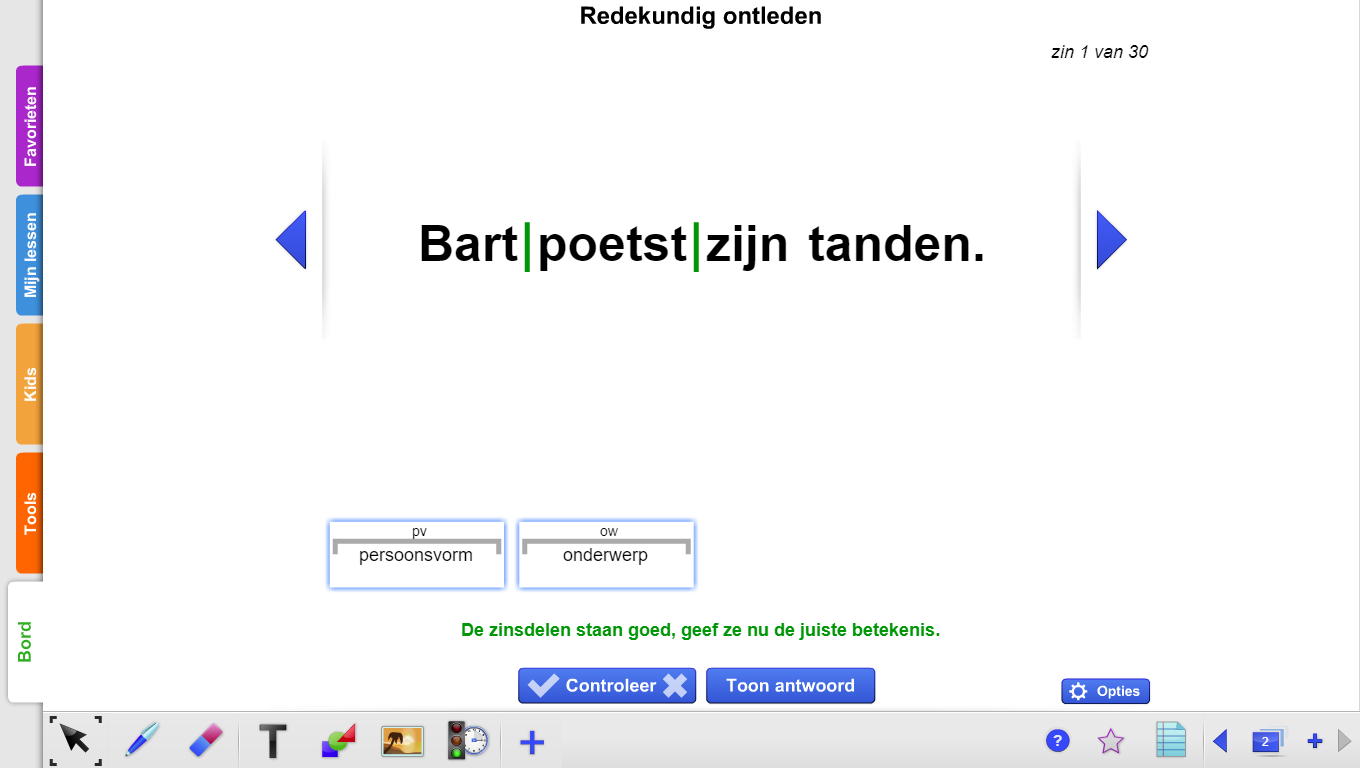 Redekundig ontleden
zin 1 van 30
Favorieten
Mijn lessen
Kids
Tools
Bord
Bart|poetst|zijn tanden.
pv
persoonsvorm
ow
onderwerp
De zinsdelen staan goed, geef ze nu de juiste betekenis.
Controleer
Toon antwoord
Opties
T
?
2